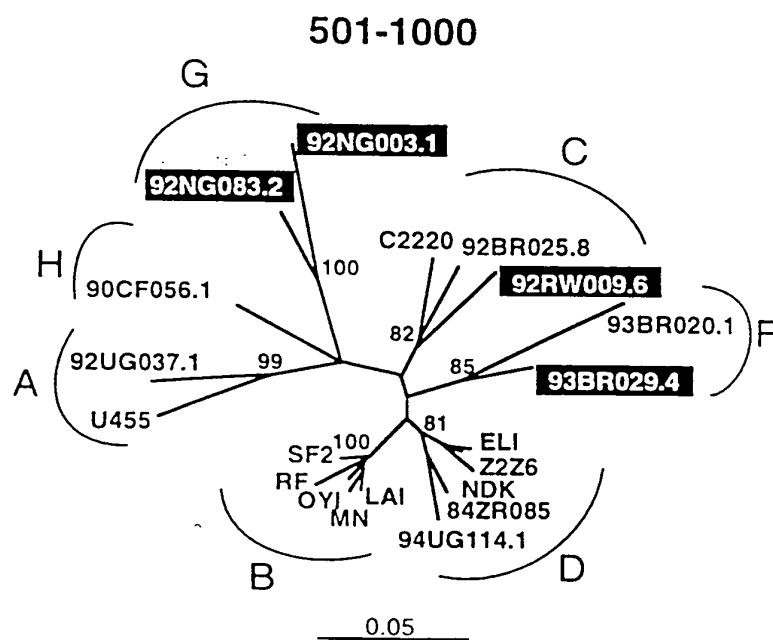 501-1000
G
92NG003.1
C
92NG083.2
C2220
92BR025.8
H
100
92RW009.6
90CF056.1
82
93BR020.1
F
92UG037.1
99
85
93BR029.4
A
U455
100
81
SF2
ELI
RF
Z2Z6
OYI
LAI
NDK
MN
84ZR085
94UG114.1
B
D
0.05